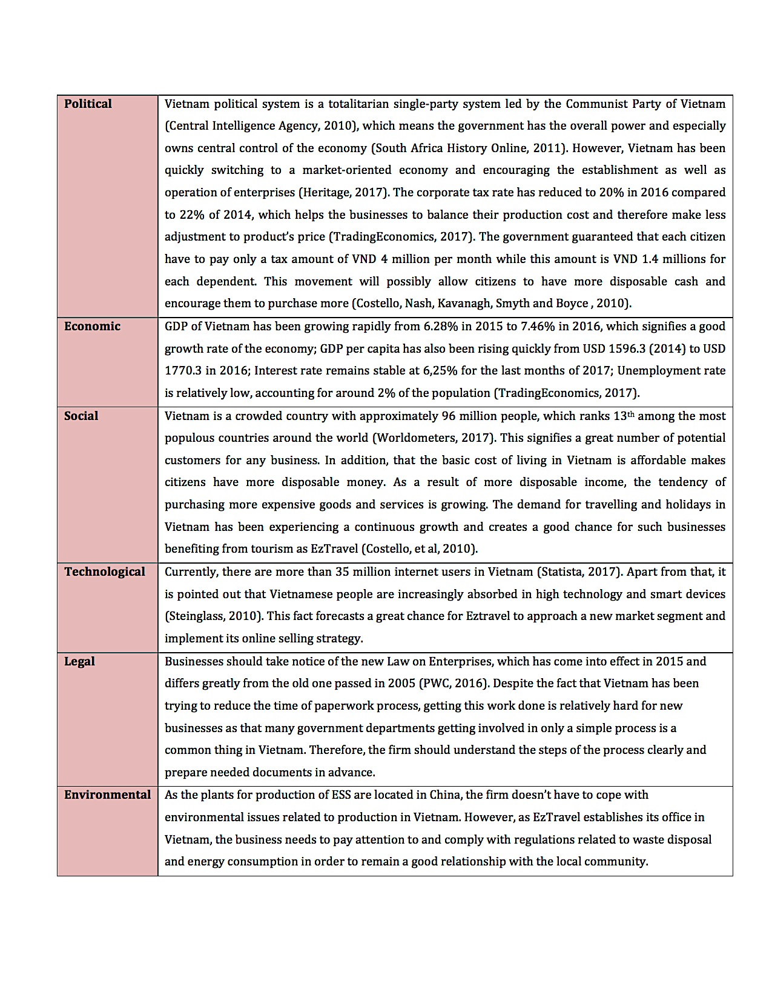 Political
Vietnam political system is a totalitarian single-party system led by the Communist Party of Vietnam
(Central Intelligence Agency, 2010), which means the government has the overall power and especially
owns central control of the economy (South Africa History Online, 2011). However, Vietnam has been
quickly switching to a market-oriented economy and encouraging the establishment as well as
operation of enterprises (Heritage, 2017). The corporate tax rate has reduced to 20% in 2016 compared
to 22% of 2014, which helps the businesses to balance their production cost and therefore make less
adjustment to product’s price (TradingEconomics, 2017). The government guaranteed that each citizen
have to pay only a tax amount of VND 4 million per month while this amount is VND 1.4 millions for
each dependent. This movement will possibly allow citizens to have more disposable cash and
encourage them to purchase more (Costello, Nash, Kavanagh, Smyth and Boyce , 2010).
Economic
GDP of Vietnam has been growing rapidly from 6.28% in 2015 to 7.46% in 2016, which signifies a good
growth rate of the economy; GDP per capita has also been rising quickly from USD 1596.3 (2014) to USD
1770.3 in 2016; Interest rate remains stable at 6,25% for the last months of 2017; Unemployment rate
is relatively low, accounting for around 2% of the population (TradingEconomics, 2017).
Social
Vietnam is a crowded country with approximately 96 million people, which ranks 13th among the most
populous countries around the world (Worldometers, 2017). This signifies a great number of potential
customers for any business. In addition, that the basic cost of living in Vietnam is affordable makes
citizens have more disposable money. As a result of more disposable income, the tendency of
purchasing more expensive goods and services is growing. The demand for travelling and holidays in
Vietnam has been experiencing a continuous growth and creates a good chance for such businesses
benefiting from tourism as EzTravel (Costello, et al, 2010).
Technological
Currently, there are more than 35 million internet users in Vietnam (Statista, 2017). Apart from that, it
is pointed out that Vietnamese people are increasingly absorbed in high technology and smart devices
(Steinglass, 2010). This fact forecasts a great chance for Eztravel to approach a new market segment and
implement its online selling strategy.
Legal
Businesses should take notice of the new Law on Enterprises, which has come into effect in 2015 and
differs greatly from the old one passed in 2005 (PWC, 2016). Despite the fact that Vietnam has been
trying to reduce the time of paperwork process, getting this work done is relatively hard for new
businesses as that many government departments getting involved in only a simple process is a
common thing in Vietnam. Therefore, the firm should understand the steps of the process clearly and
prepare needed documents in advance.
Environmental
As the plants for production of ESS are located in China, the firm doesn’t have to cope with
environmental issues related to production in Vietnam. However, as EzTravel establishes its office in
Vietnam, the business needs to pay attention to and comply with regulations related to waste disposal
and energy consumption in order to remain a good relationship with the local community.